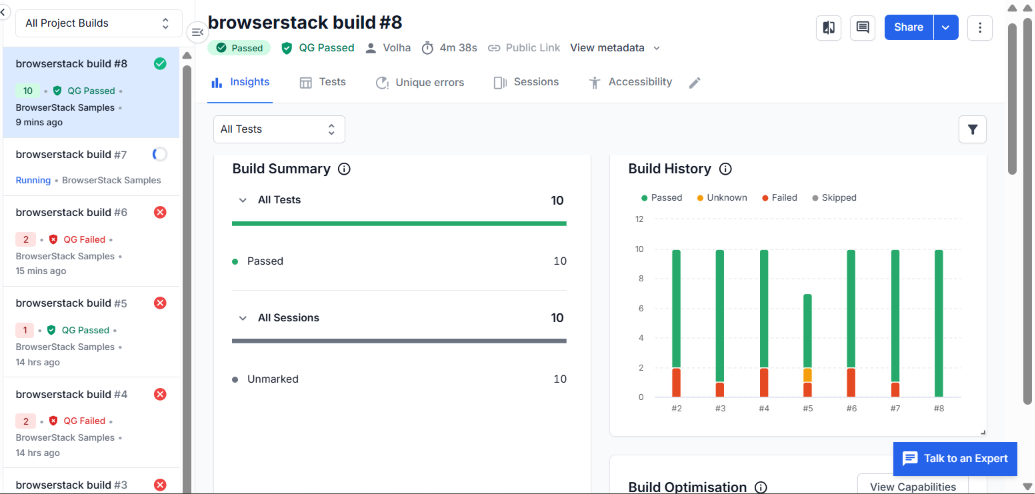 All Project Builds
browserstack build #8
10 • QG Passed •
BrowserStack Samples •
9 mins ago
browserstack build #7
Running • BrowserStack Samples
browserstack build #6
2 • QG Failed •
BrowserStack Samples •
15 mins ago
browserstack build #5
1 • QG Passed •
BrowserStack Samples •
14 hrs ago
browserstack build #4
2 • QG Failed •
BrowserStack Samples •
14 hrs ago
browserstack build #3
browserstack build #8
Passed QG Passed Volha 4m 38s Public Link View metadata
Share
Insights Tests Unique errors Sessions Accessibility
All Tests
Build Summary
All Tests 10
Passed 10
All Sessions 10
Unmarked 10
Build History
Passed Unknown Failed Skipped
12
10
8
6
4
2
0
#2 #3 #4 #5 #6 #7 #8
Talk to an Expert
Build Optimisation View Capabilities